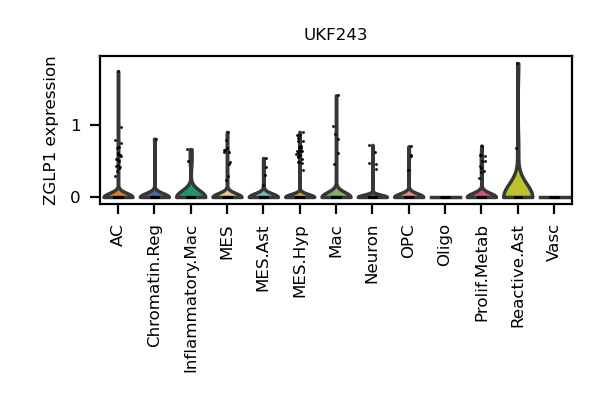 UKF243
ZGLP1 expression
1
0
AC
Chromatin.Reg
Inflammatory.Mac
MES
MES.Ast
MES.Hyp
Mac
Neuron
OPC
Oligo
Prolif.Metab
Reactive.Ast
Vasc